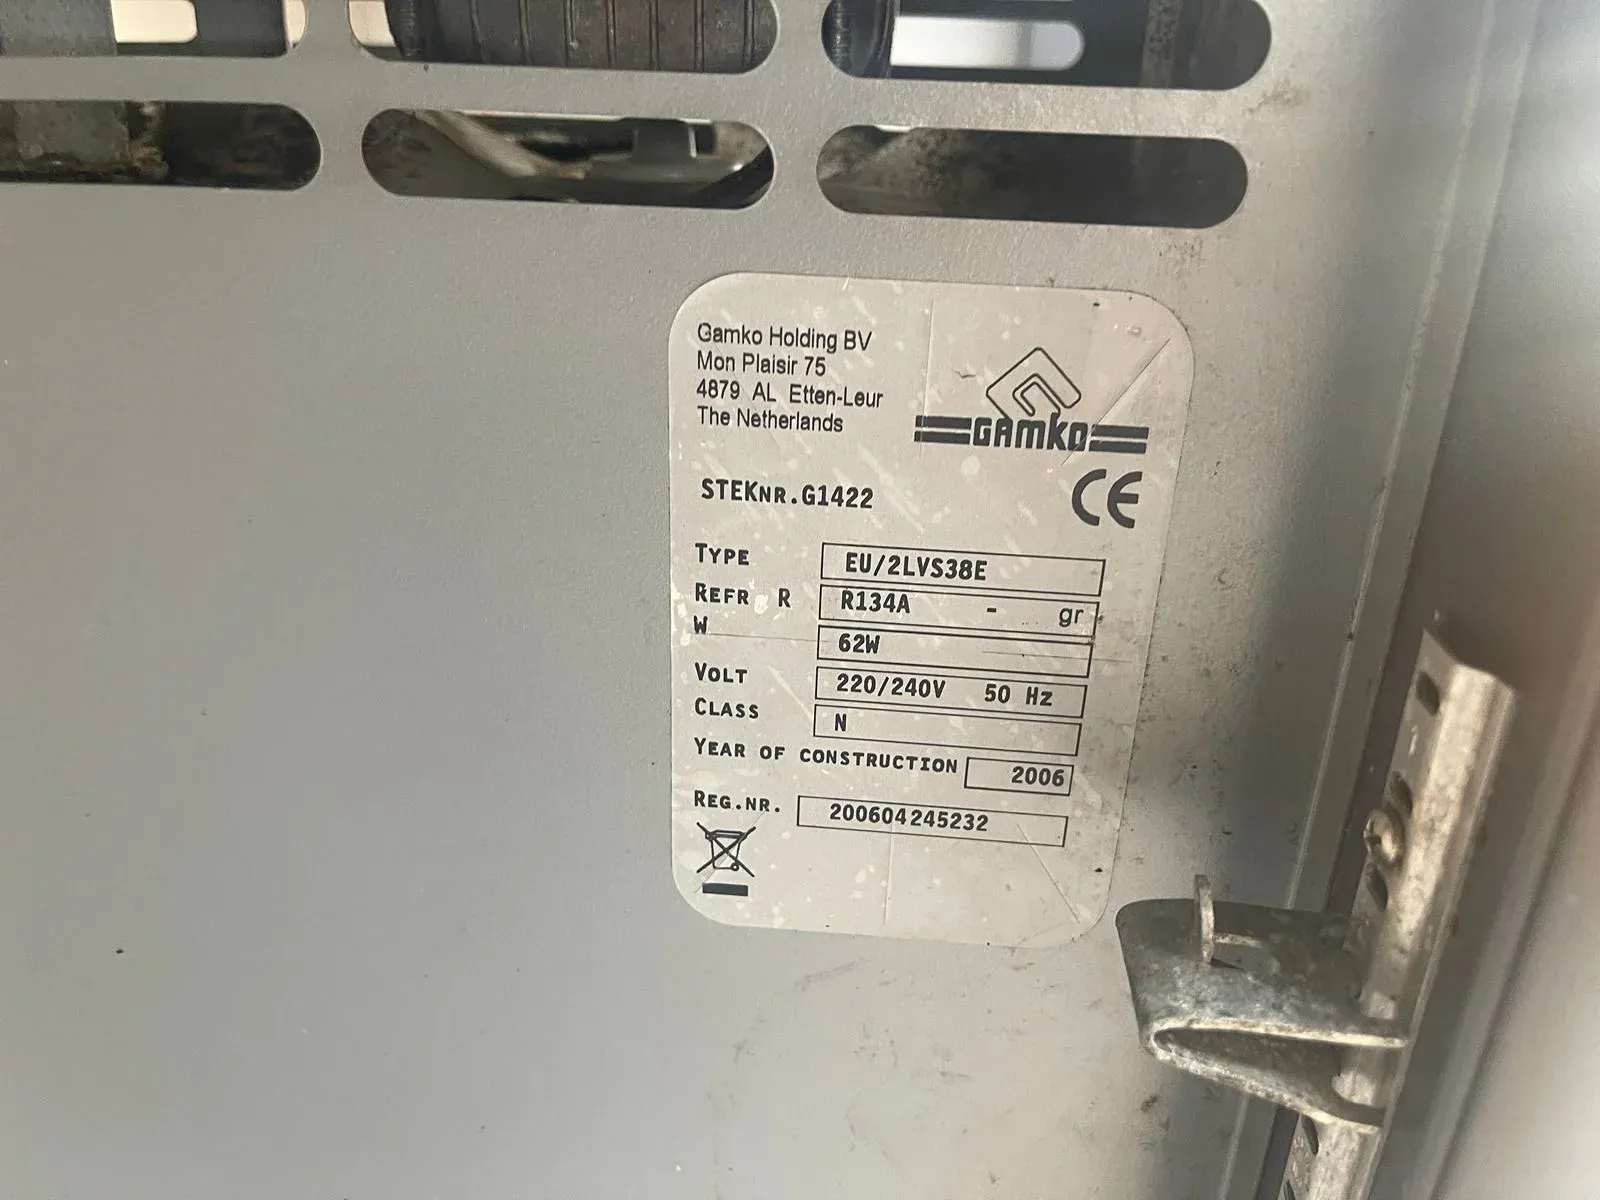 Gamko Holding BV
Mon Plaisir 75
4879 AL Etten-Leur
The Netherlands
GAMKO
STEKNR.G1422
CE
TYPE EU/2LVS38E
REFR R R134A - gr
W 62W
VOLT 220/240V 50 Hz
CLASS N
YEAR OF CONSTRUCTION 2006
REG.NR. 200604245232